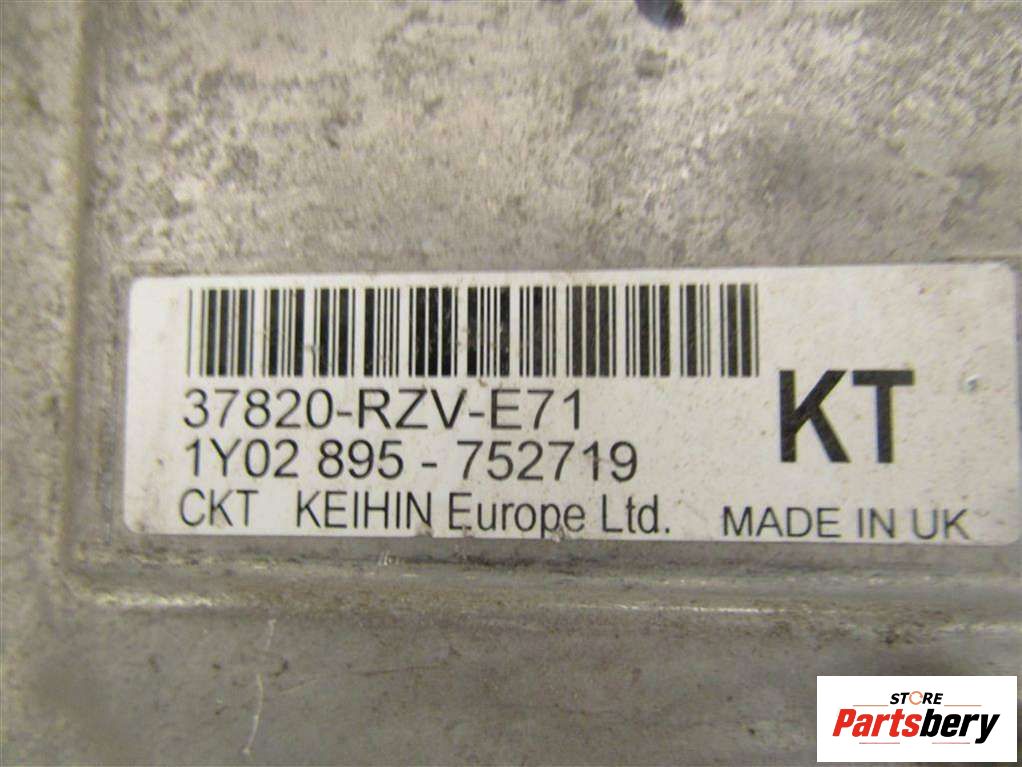 37820-RZV-E71
KT
1Y02 895 - 752719
CKT KEIHIN Europe Ltd. MADE IN UK
STORE
Partsbery